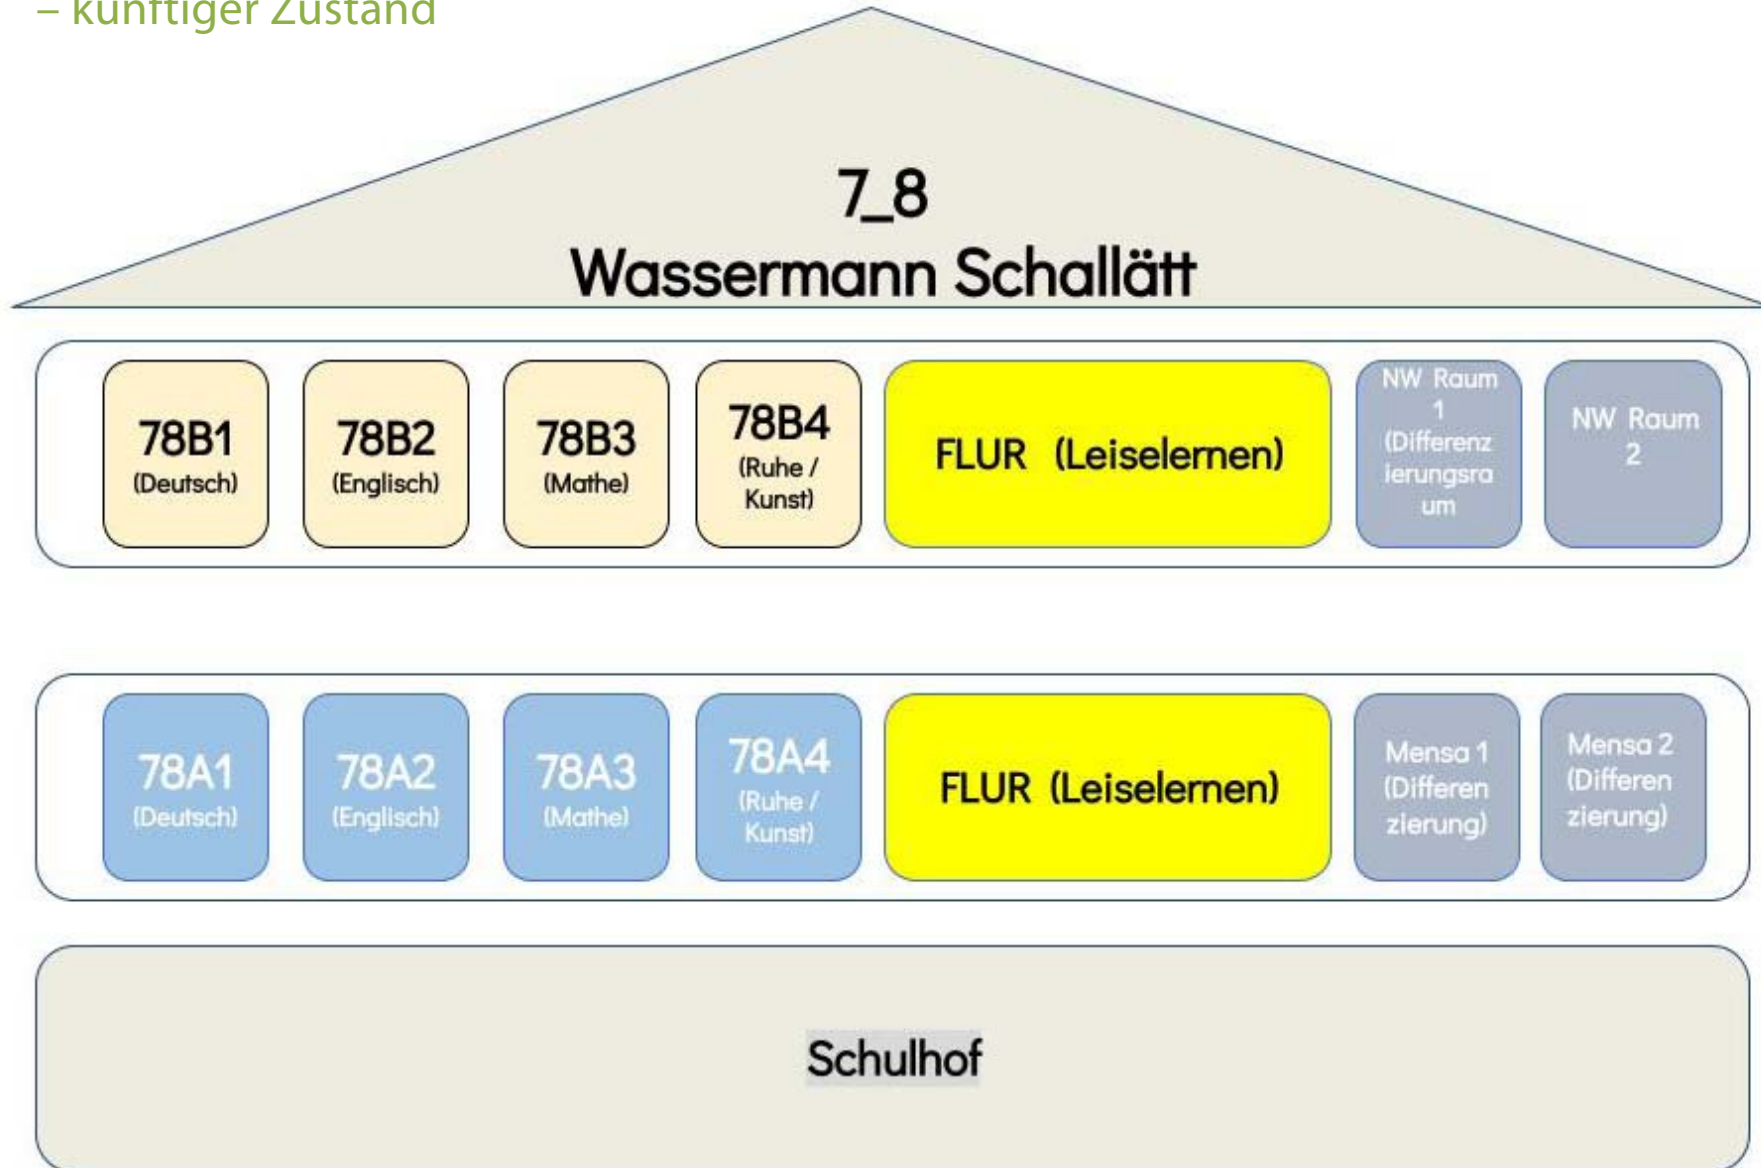 – künftiger Zustand
7_8
Wassermann Schallätt
78B1
(Deutsch)
78B2
(Englisch)
78B3
(Mathe)
78B4
(Ruhe /
Kunst)
FLUR (Leiselernen)
NW Raum
1
(Differenz
ierungsra
um
NW Raum
2
78A1
(Deutsch)
78A2
(Englisch)
78A3
(Mathe)
78A4
(Ruhe /
Kunst)
FLUR (Leiselernen)
Mensa 1
(Differen
zierung)
Mensa 2
(Differen
zierung)
Schulhof